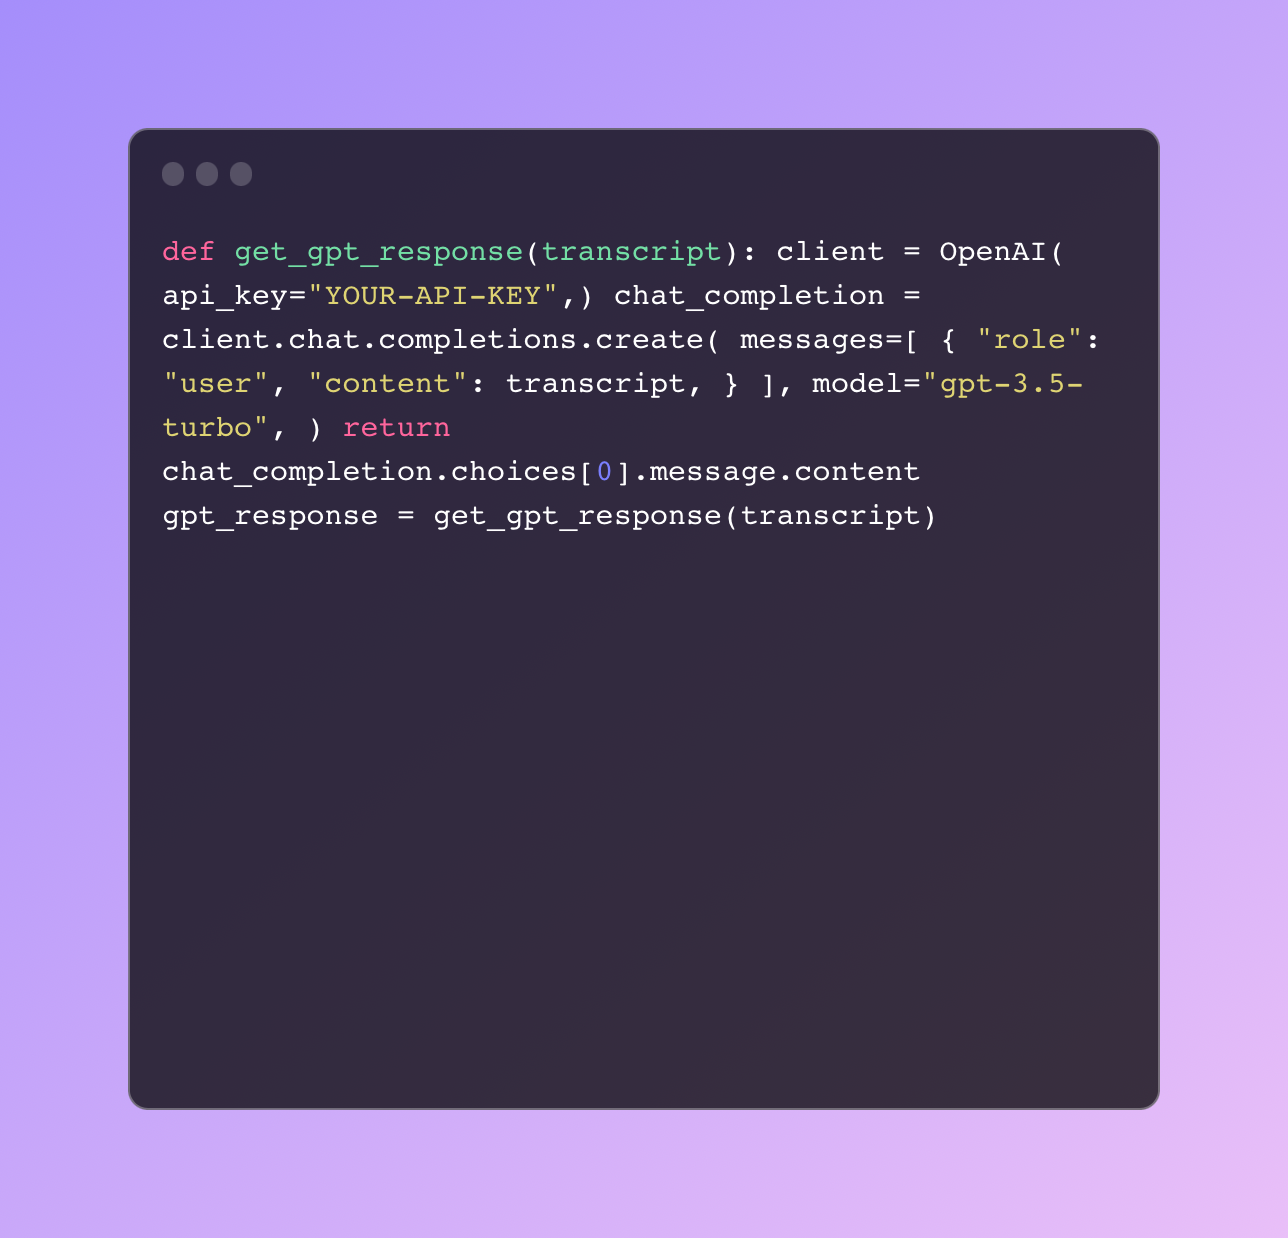 def get_gpt_response(transcript): client = OpenAI(
api_key="YOUR-API-KEY",) chat_completion =
client.chat.completions.create( messages=[ { "role":
"user", "content": transcript, } ], model="gpt-3.5-
turbo", ) return
chat_completion.choices[0].message.content
gpt_response = get_gpt_response(transcript)